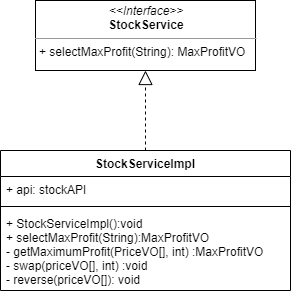 <<Interface>>
StockService
+ selectMaxProfit(String): MaxProfitVO
StockServiceImpl
+ api: stockAPI
+ StockServiceImpl():void
+ selectMaxProfit(String):MaxProfitVO
- getMaximumProfit(PriceVO[], int) :MaxProfitVO
- swap(priceVO[], int) :void
- reverse(priceVO[]): void